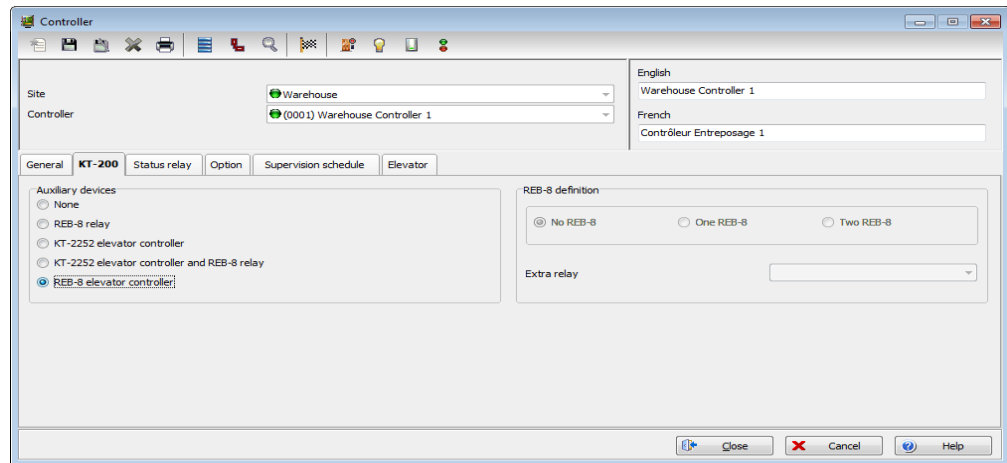 Controller
English
Site
Warehouse
Warehouse Controller 1
Controller
(0001) Warehouse Controller 1
French
Contrôleur Entreposage 1
General
KT-200
Status relay
Option
Supervision schedule
Elevator
Auxiliary devices
None
REB-8 relay
KT-2252 elevator controller
KT-2252 elevator controller and REB-8 relay
REB-8 elevator controller
REB-8 definition
No REB-8
One REB-8
Two REB-8
Extra relay
Close
Cancel
Help